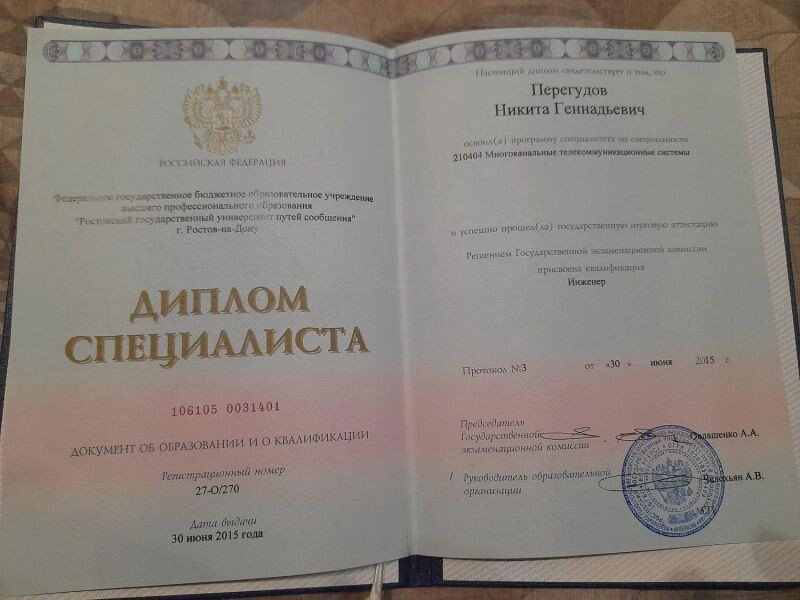 РОССИЙСКАЯ ФЕДЕРАЦИЯ
Федеральное государственное бюджетное образовательное учреждение
высшего профессионального образования
"Ростовский государственный университет путей сообщения"
г. Ростов-на-Дону
ДИПЛОМ
СПЕЦИАЛИСТА
106105 0031401
ДОКУМЕНТ ОБ ОБРАЗОВАНИИ И О КВАЛИФИКАЦИИ
Регистрационный номер
27-О/270
Дата выдачи
30 июня 2015 года
Настоящий диплом свидетельствует о том, что
Перегудов
Никита Геннадьевич
освоил(а) программу специалитета по специальности
210404 Многоканальные телекоммуникационные системы
и успешно прошел(ла) государственную итоговую аттестацию
Решением Государственной экзаменационной комиссии
присвоена квалификация
Инженер
Протокол №3 от «30 » июня 2015 г.
Председатель
Государственной
экзаменационной комиссии
А.А.
Руководитель образовательной
организации
А.В.
М.П.